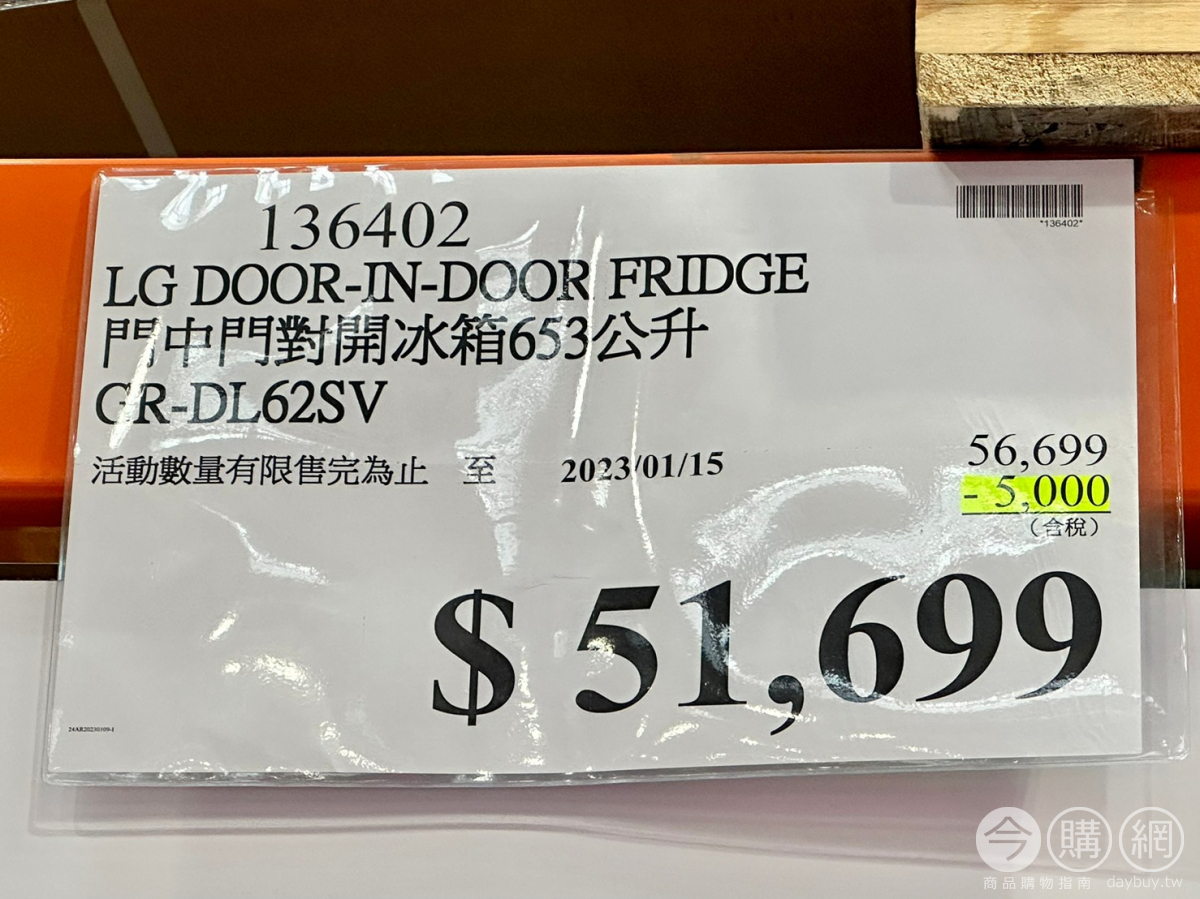 136402
*136402*
LG DOOR-IN-DOOR FRIDGE
門中門對開冰箱653公升
GR-DL62SV
活動數量有限售完為止 至 2023/01/15
56,699
- 5,000
(含稅)
$ 51,699
24AR20230109-1
今購網
商品購物指南 daybuy.tw